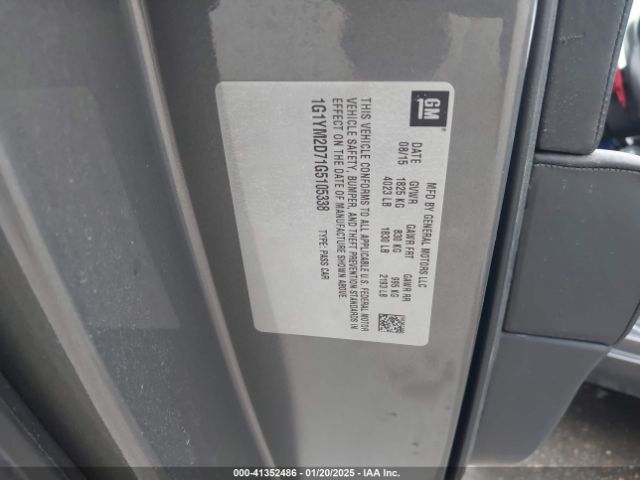 GM
MFD BY GENERAL MOTORS LLC
DATE GVWR GAWR FRT GAWR RR
08/15 1825 KG 830 KG 995 KG
4023 LB 1830 LB 2193 LB
THIS VEHICLE CONFORMS TO ALL APPLICABLE U.S. FEDERAL MOTOR
VEHICLE SAFETY, BUMPER, AND THEFT PREVENTION STANDARDS IN
EFFECT ON THE DATE OF MANUFACTURE SHOWN ABOVE.
1G1YM2D71G5105338 TYPE: PASS CAR
000-41352486 - 01/20/2025 - IAA Inc.